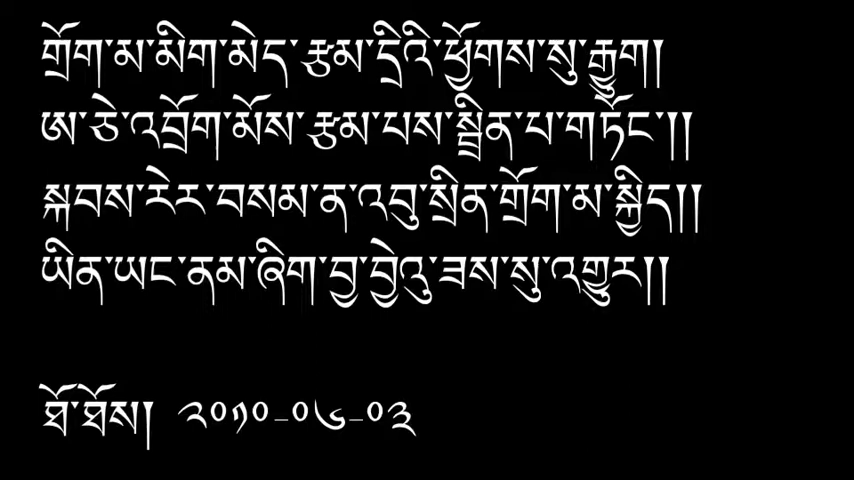 གྲོག་མ་མིག་མེད་རྩམ་དྲིའི་ཕྱོགས་སུ་རྒྱུག།
ཨ་ཅེ་འབྲོག་མོས་རྩམ་པས་སྦྲིན་པ་གཏོང་།།
སྐབས་རེར་བསམ་ན་འབུ་སྲིན་གྲོག་མ་སྐྱིད།།
ཡིན་ཡང་ནམ་ཞིག་བྱ་བྱེའུ་ཟས་སུ་འགྱུར།།
ཐོ་ཐོས། ༢༠༡༠-༠༦-༠༣